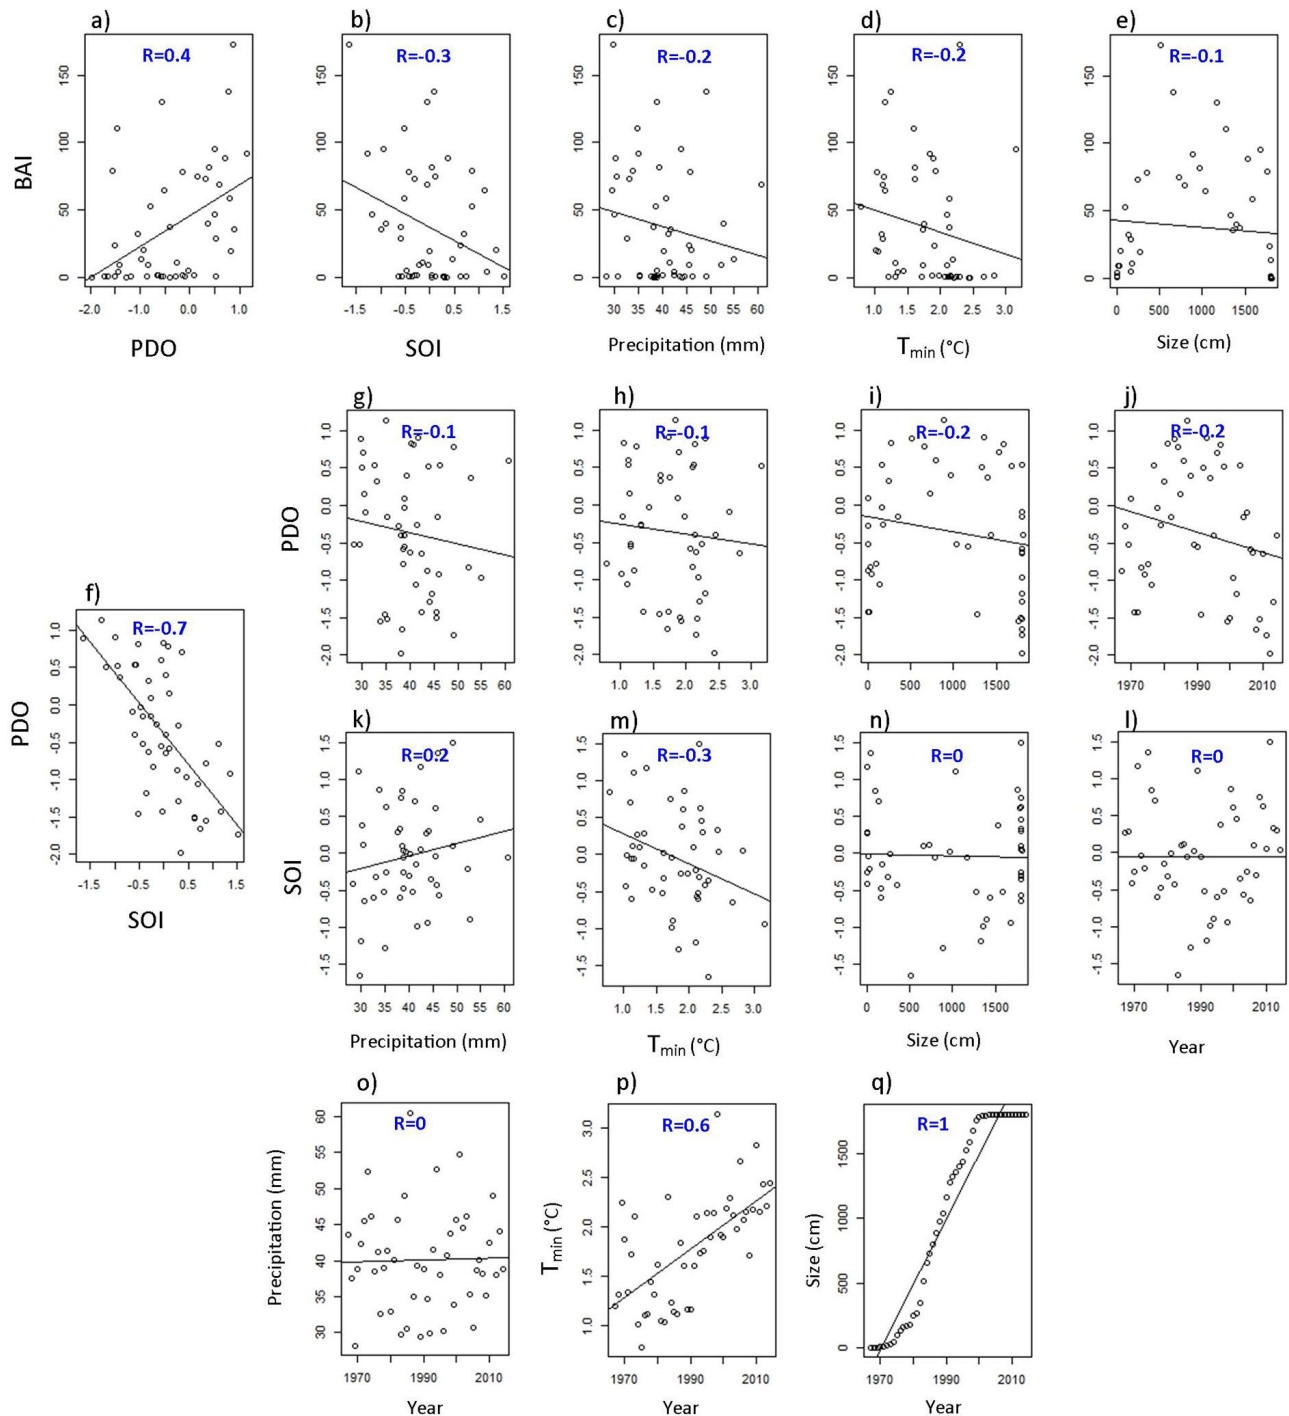 a) b) c) d) e)
R=0.4 R=-0.3 R=-0.2 R=-0.2 R=-0.1
BAI
150 150 150 150 150
100 100 100 100 100
50 50 50 50 50
0 0 0 0 0
-2.0 -1.0 0.0 1.0 -1.5 -0.5 0.5 1.5 30 35 40 45 50 55 60 1.0 1.5 2.0 2.5 3.0 0 500 1000 1500
PDO SOI Precipitation (mm) Tmin (°C) Size (cm)
g) h) i) j)
R=-0.1 R=-0.1 R=-0.2 R=-0.2
PDO
1.0 1.0 1.0 1.0
0.5 0.5 0.5 0.5
0.0 0.0 0.0 0.0
-0.5 -0.5 -0.5 -0.5
-1.0 -1.0 -1.0 -1.0
-1.5 -1.5 -1.5 -1.5
-2.0 -2.0 -2.0 -2.0
30 35 40 45 50 55 60 1.0 1.5 2.0 2.5 3.0 0 500 1000 1500 1970 1990 2010
f)
R=-0.7
PDO
1.0
0.5
0.0
-0.5
-1.0
-1.5
-2.0
-1.5 -0.5 0.5 1.5
SOI
k) m) n) l)
R=0.2 R=-0.3 R=0 R=0
SOI
1.5 1.5 1.5 1.5
1.0 1.0 1.0 1.0
0.5 0.5 0.5 0.5
0.0 0.0 0.0 0.0
-0.5 -0.5 -0.5 -0.5
-1.0 -1.0 -1.0 -1.0
-1.5 -1.5 -1.5 -1.5
30 35 40 45 50 55 60 1.0 1.5 2.0 2.5 3.0 0 500 1000 1500 1970 1990 2010
Precipitation (mm) Tmin (°C) Size (cm) Year
o) p) q)
R=0 R=0.6 R=1
Precipitation (mm)
60
55
50
45
40
35
30
1970 1990 2010
Year
Tmin (°C)
3.0
2.5
2.0
1.5
1.0
1970 1990 2010
Year
Size (cm)
1500
1000
500
0
1970 1990 2010
Year